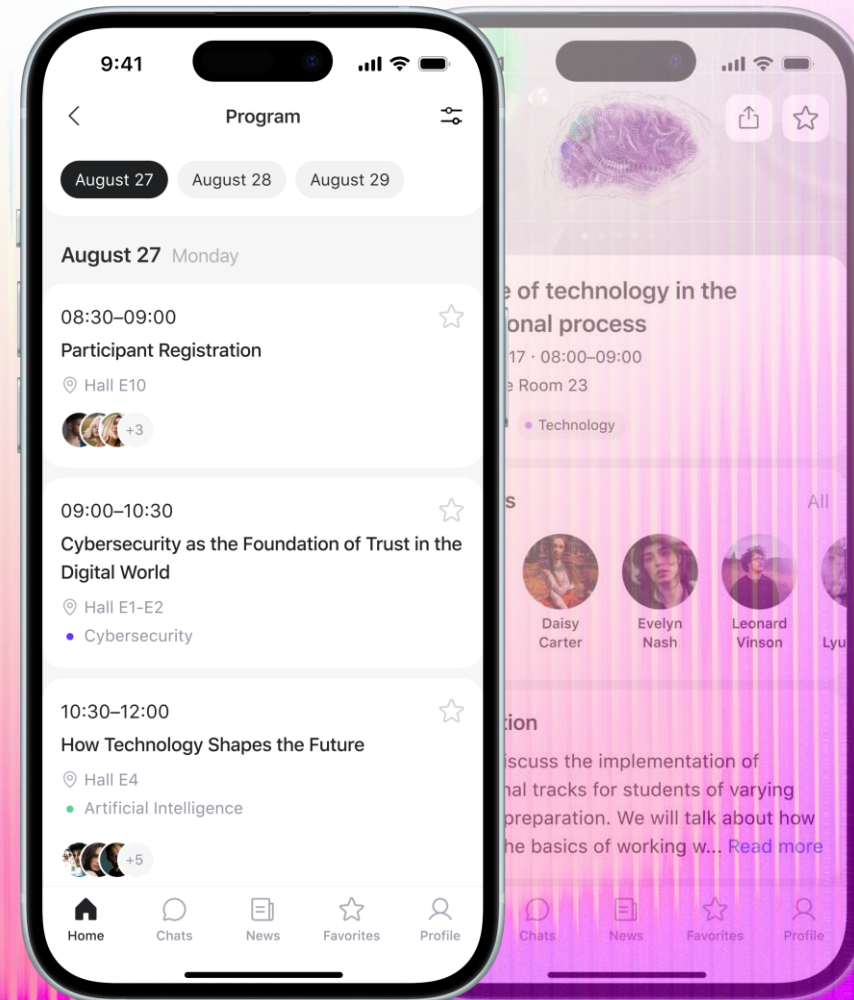 9:41
Program
August 27
August 28
August 29
August 27 Monday
08:30–09:00
Participant Registration
Hall E10
+3
09:00–10:30
Cybersecurity as the Foundation of Trust in the
Digital World
Hall E1-E2
Cybersecurity
10:30–12:00
How Technology Shapes the Future
Hall E4
Artificial Intelligence
+5
Home
Chats
News
Favorites
Profile
of technology in the
process
17 · 08:00–09:00
Room 23
Technology
All
Daisy
Carter
Evelyn
Nash
Leonard
Vinson
the implementation of
tracks for students of varying
preparation. We will talk about how
the basics of working w... Read more
Chats
News
Favorites
Profile